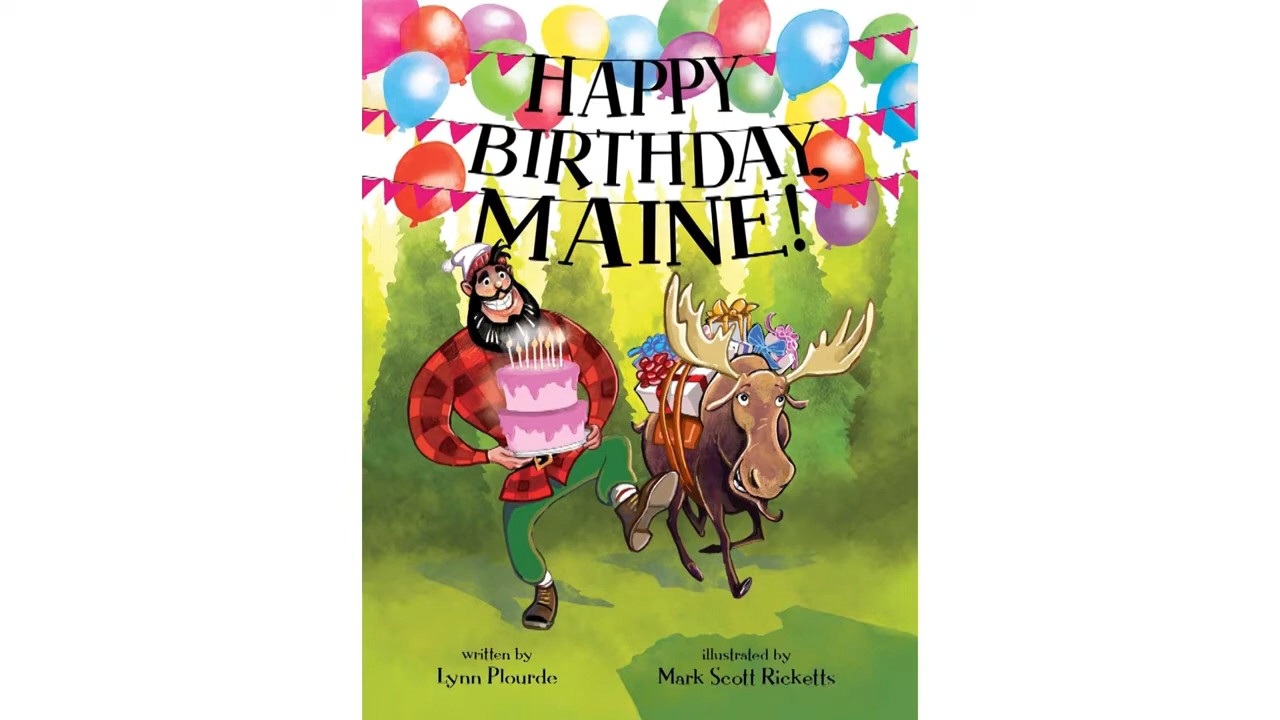 HAPPY
BIRTHDAY,
MAINE!
written by
Lynn Plourde
illustrated by
Mark Scott Ricketts